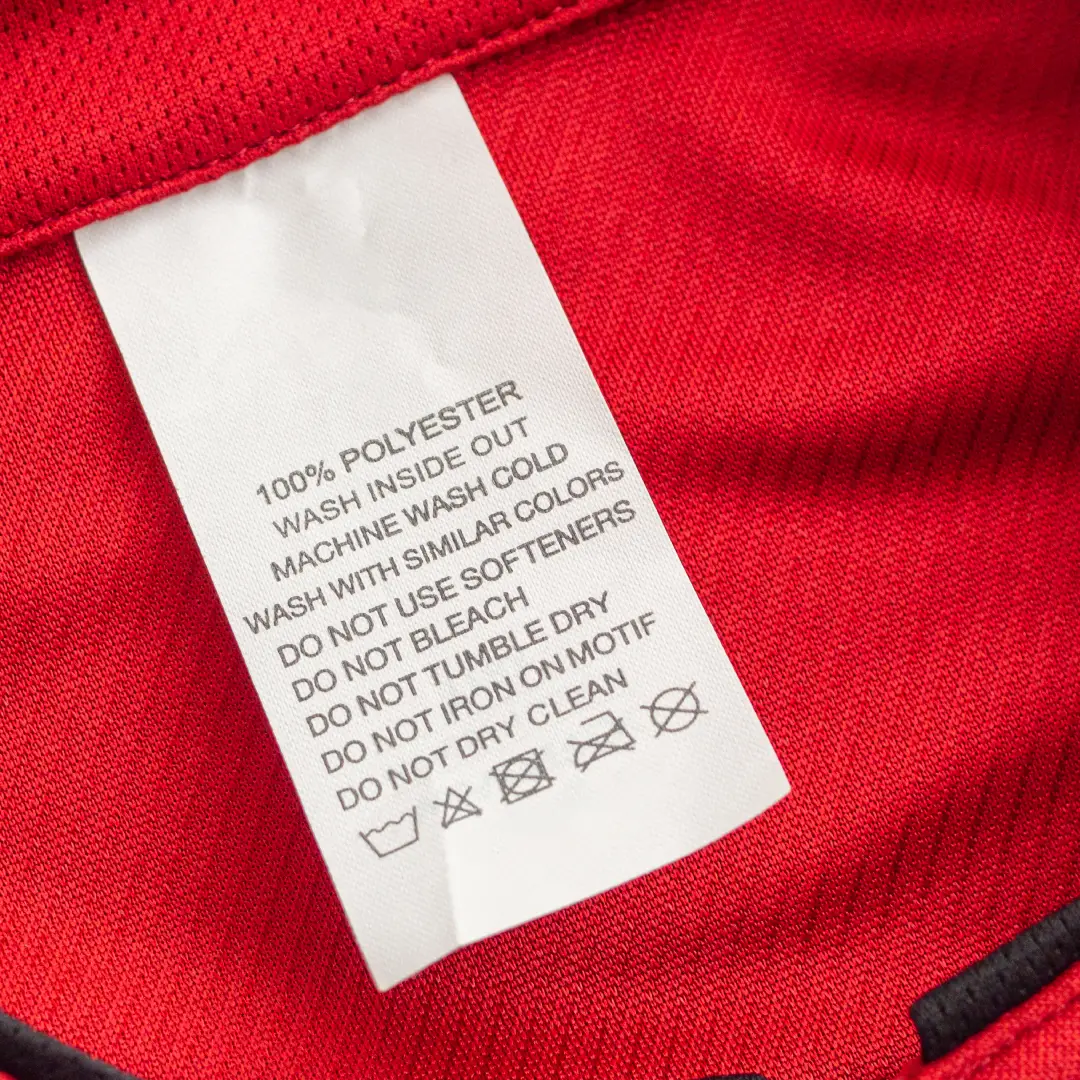 100% POLYESTER
WASH INSIDE OUT
MACHINE WASH COLD
WASH WITH SIMILAR COLORS
DO NOT USE SOFTENERS
DO NOT BLEACH
DO NOT TUMBLE DRY
DO NOT IRON ON MOTIF
DO NOT DRY CLEAN